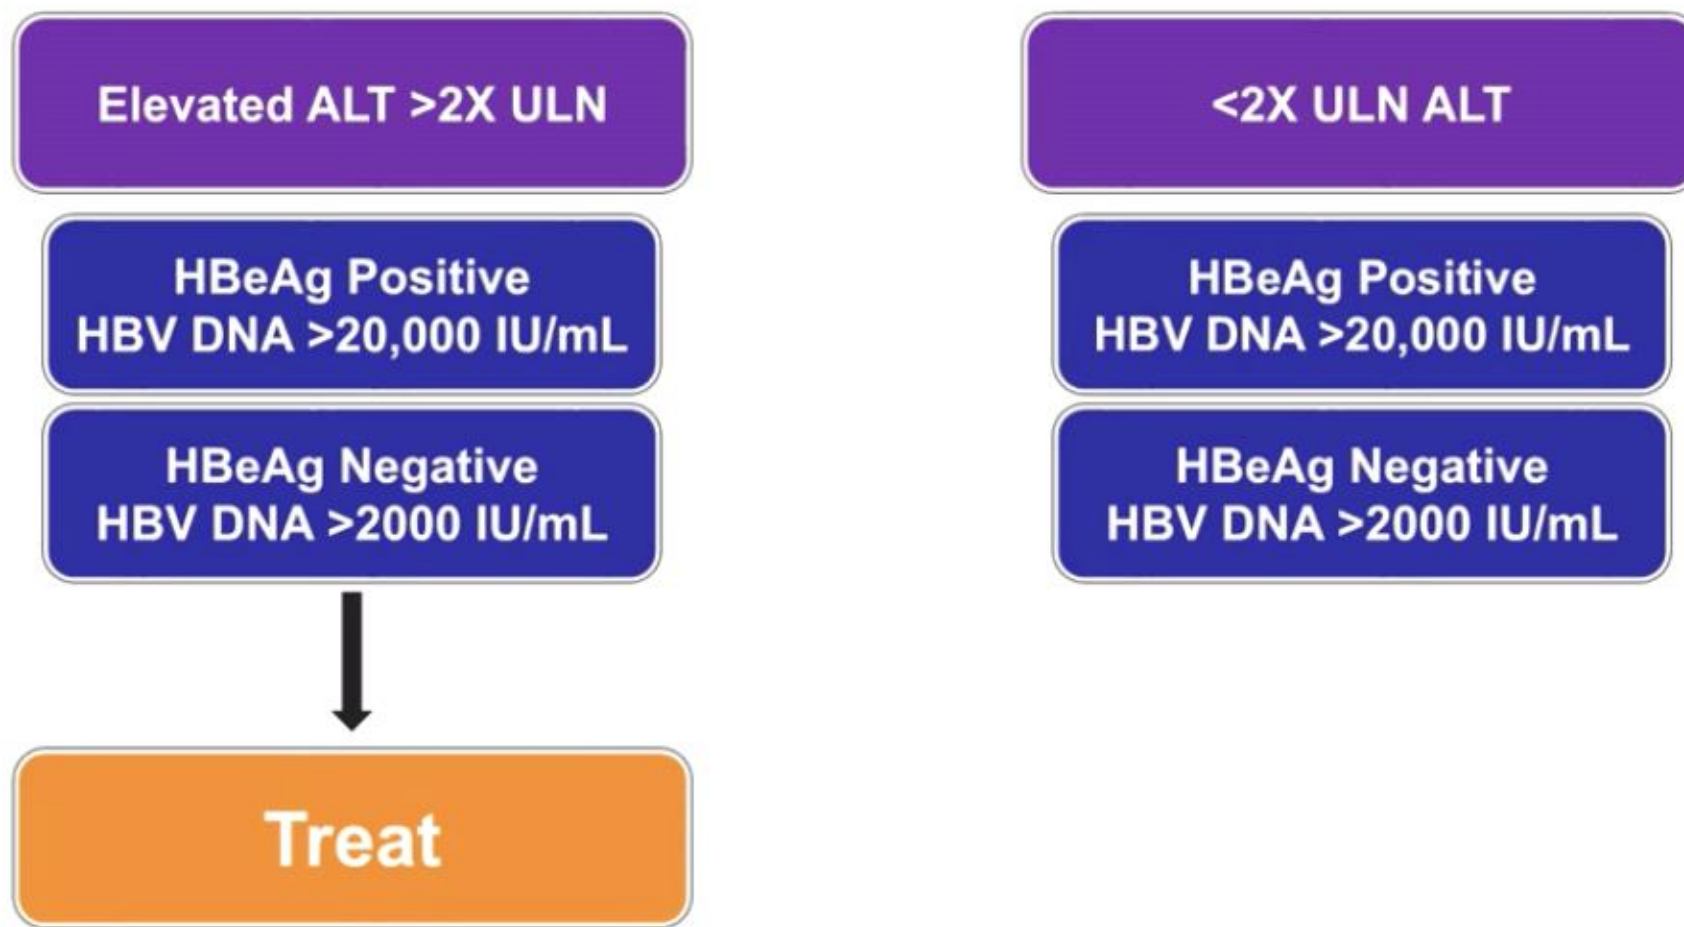 Elevated ALT >2X ULN
HBeAg Positive
HBV DNA >20,000 IU/mL
HBeAg Negative
HBV DNA >2000 IU/mL
Treat
<2X ULN ALT
HBeAg Positive
HBV DNA >20,000 IU/mL
HBeAg Negative
HBV DNA >2000 IU/mL